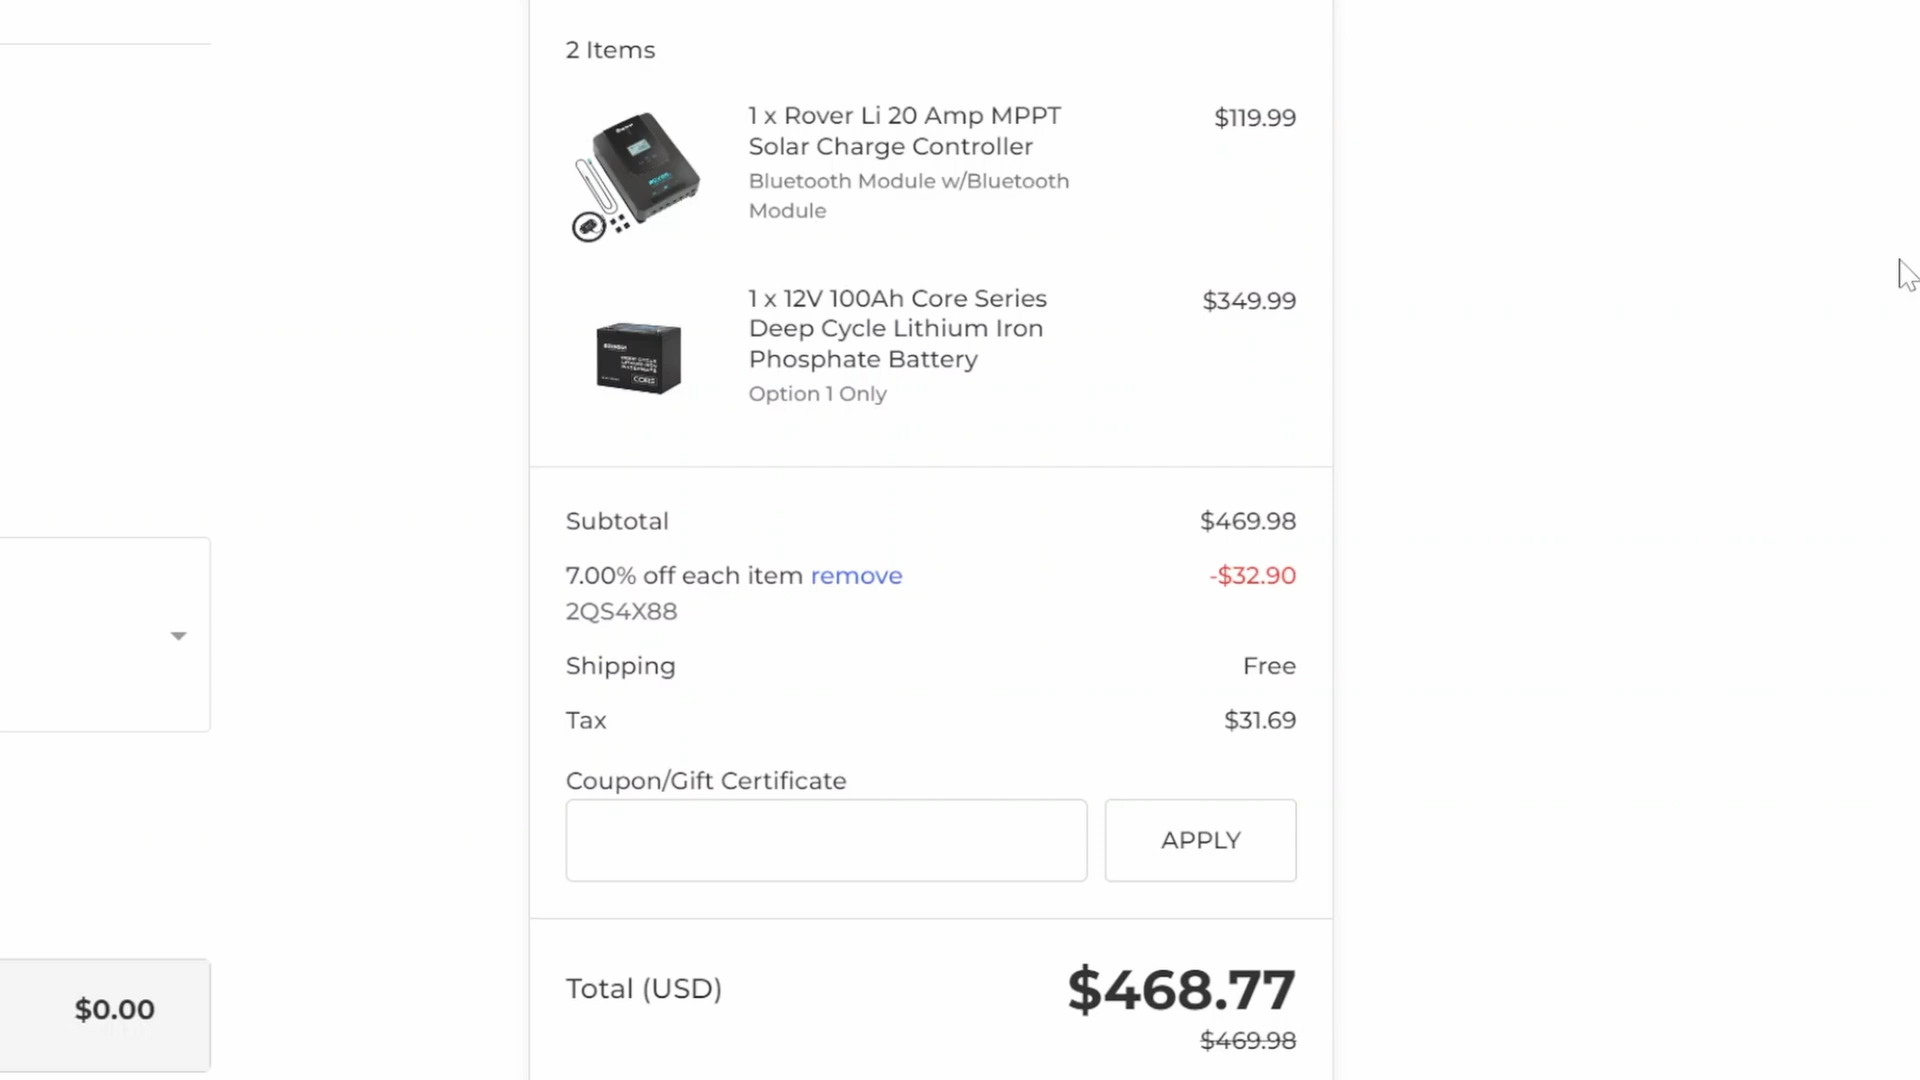 2 Items
1 x Rover Li 20 Amp MPPT
Solar Charge Controller
$119.99
Bluetooth Module w/Bluetooth
Module
1 x 12V 100Ah Core Series
Deep Cycle Lithium Iron
Phosphate Battery
$349.99
Option 1 Only
CORE
Subtotal
$469.98
7.00% off each item remove
-$32.90
2QS4X88
Shipping
Free
Tax
$31.69
Coupon/Gift Certificate
APPLY
$0.00
Total (USD)
$468.77
$469.98